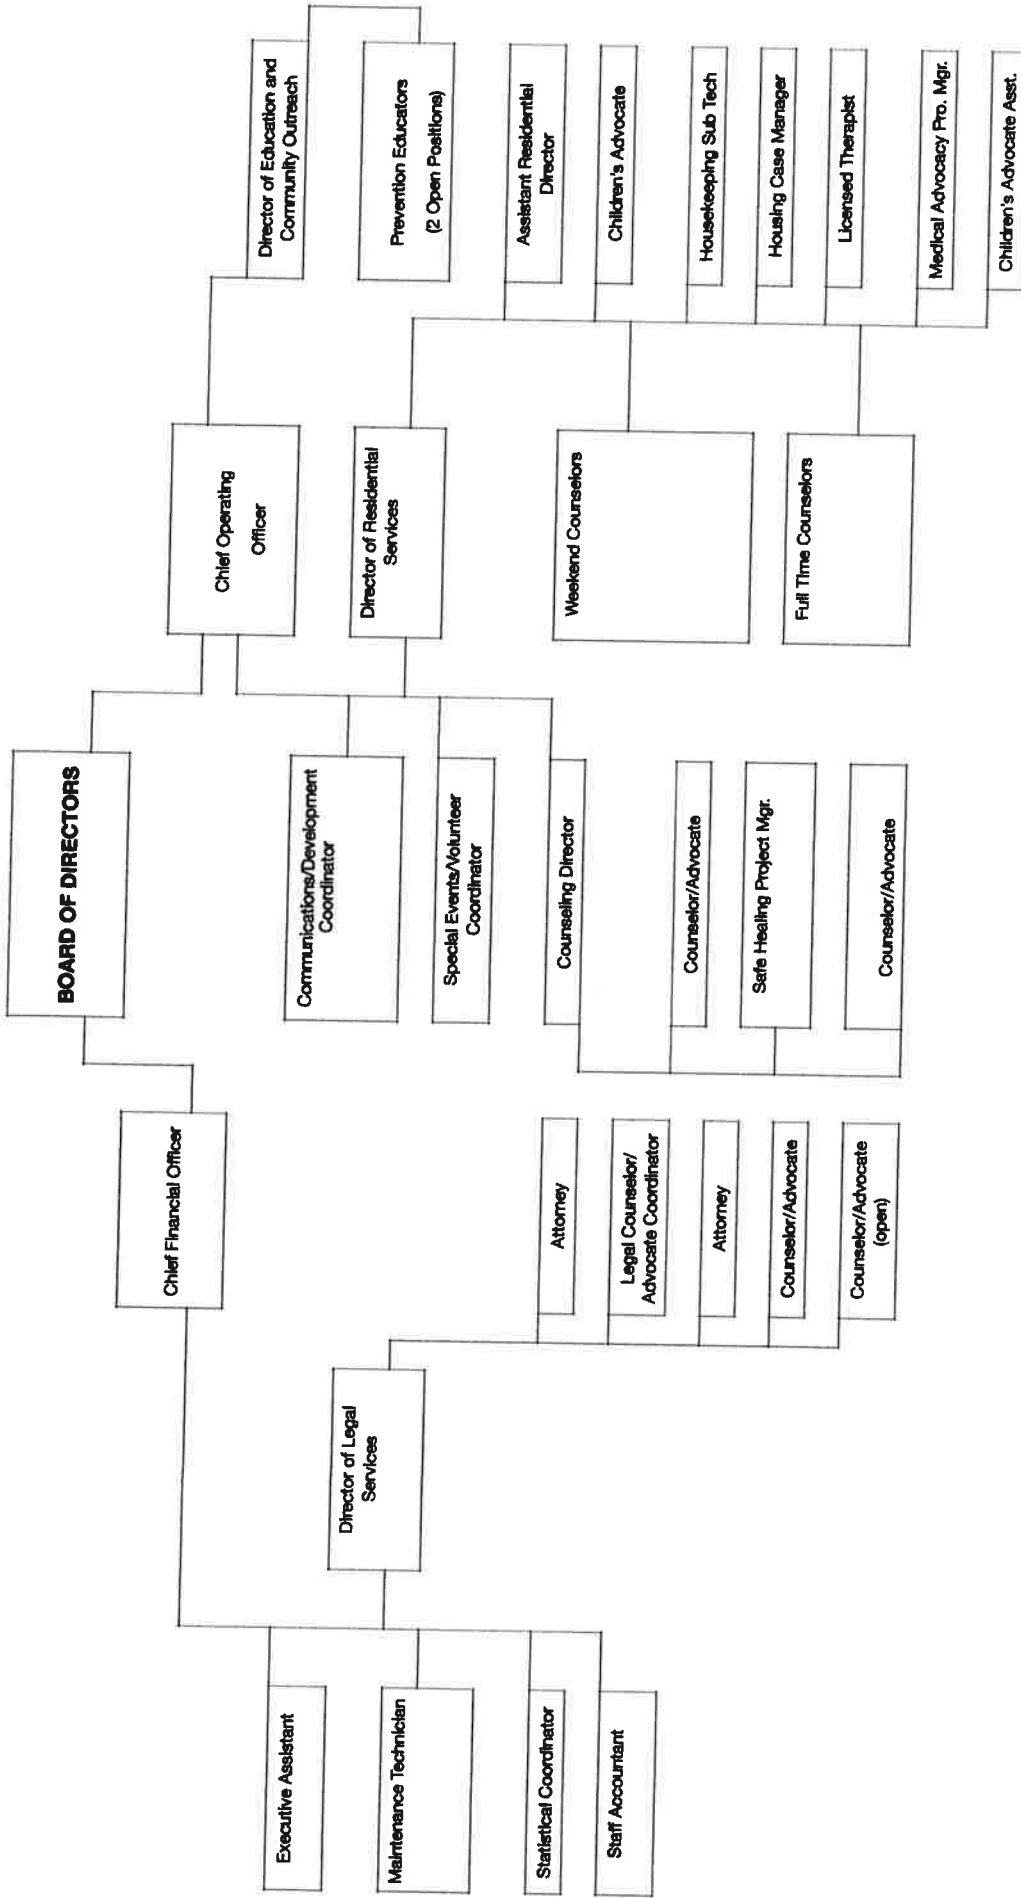 BOARD OF DIRECTORS
Chief Financial Officer
Chief Operating
Officer
Director of Education and
Community Outreach
Prevention Educators
(2 Open Positions)
Executive Assistant
Maintenance Technician
Statistical Coordinator
Staff Accountant
Director of Legal
Services
Attorney
Legal Counselor/
Advocate Coordinator
Attorney
Counselor/Advocate
Counselor/Advocate
(open)
Communications/Development
Coordinator
Special Events/Volunteer
Coordinator
Counseling Director
Counselor/Advocate
Safe Healing Project Mgr.
Counselor/Advocate
Director of Residential
Services
Weekend Counselors
Full Time Counselors
Assistant Residential
Director
Children's Advocate
Housekeeping Sub Tech
Housing Case Manager
Licensed Therapist
Medical Advocacy Pro. Mgr.
Children's Advocate Asst.